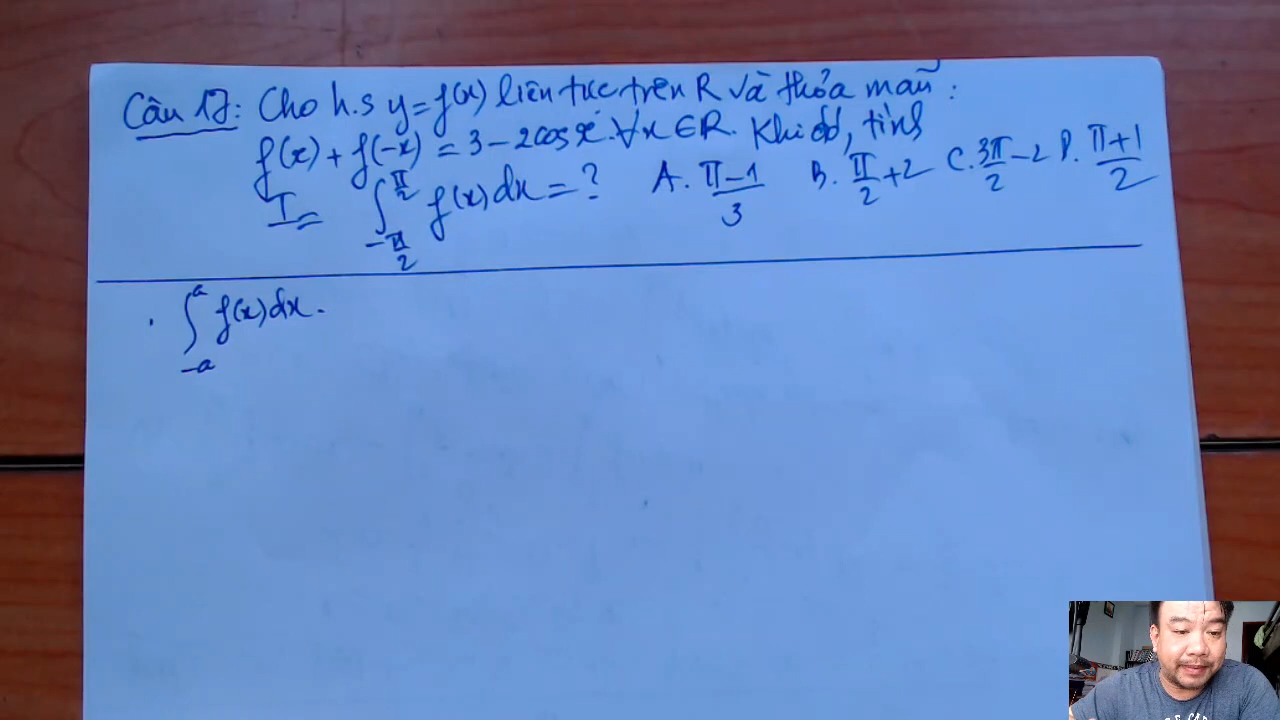 Câu 17: Cho h.s y=f(x) liên tục trên R và thỏa mãn:
f(x) + f(-x) = 3 - 2cosx ∀x∈R. Khi đó, tính
I = ∫_{-π/2}^{π/2} f(x)dx = ? A. (π-1)/3 B. π/2 + 2 C. 3π/2 - 2 D. (π+1)/2
· ∫_{-a}^{a} f(x)dx.